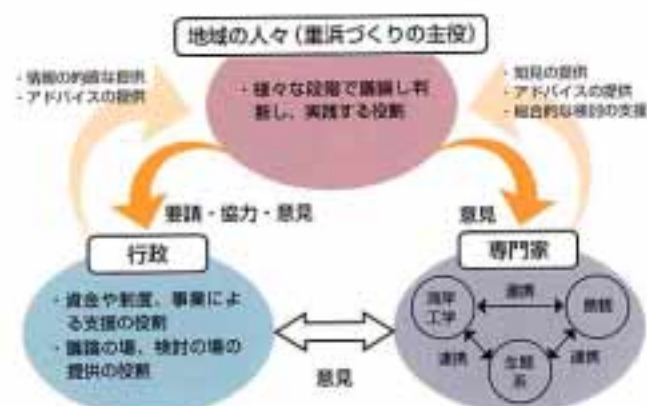 地域の人々（里浜づくりの主役）
・情報の的確な提供
・アドバイスの提供
・様々な段階で議論し判
断し、実践する役割
・知見の提供
・アドバイスの提供
・総合的な検討の支援
要請・協力・意見
意見
行政
・資金や制度、事業によ
る支援の役割
・議論の場、検討の場の
提供の役割
意見
専門家
海岸
工学
連携
景観
連携
生態
系
連携